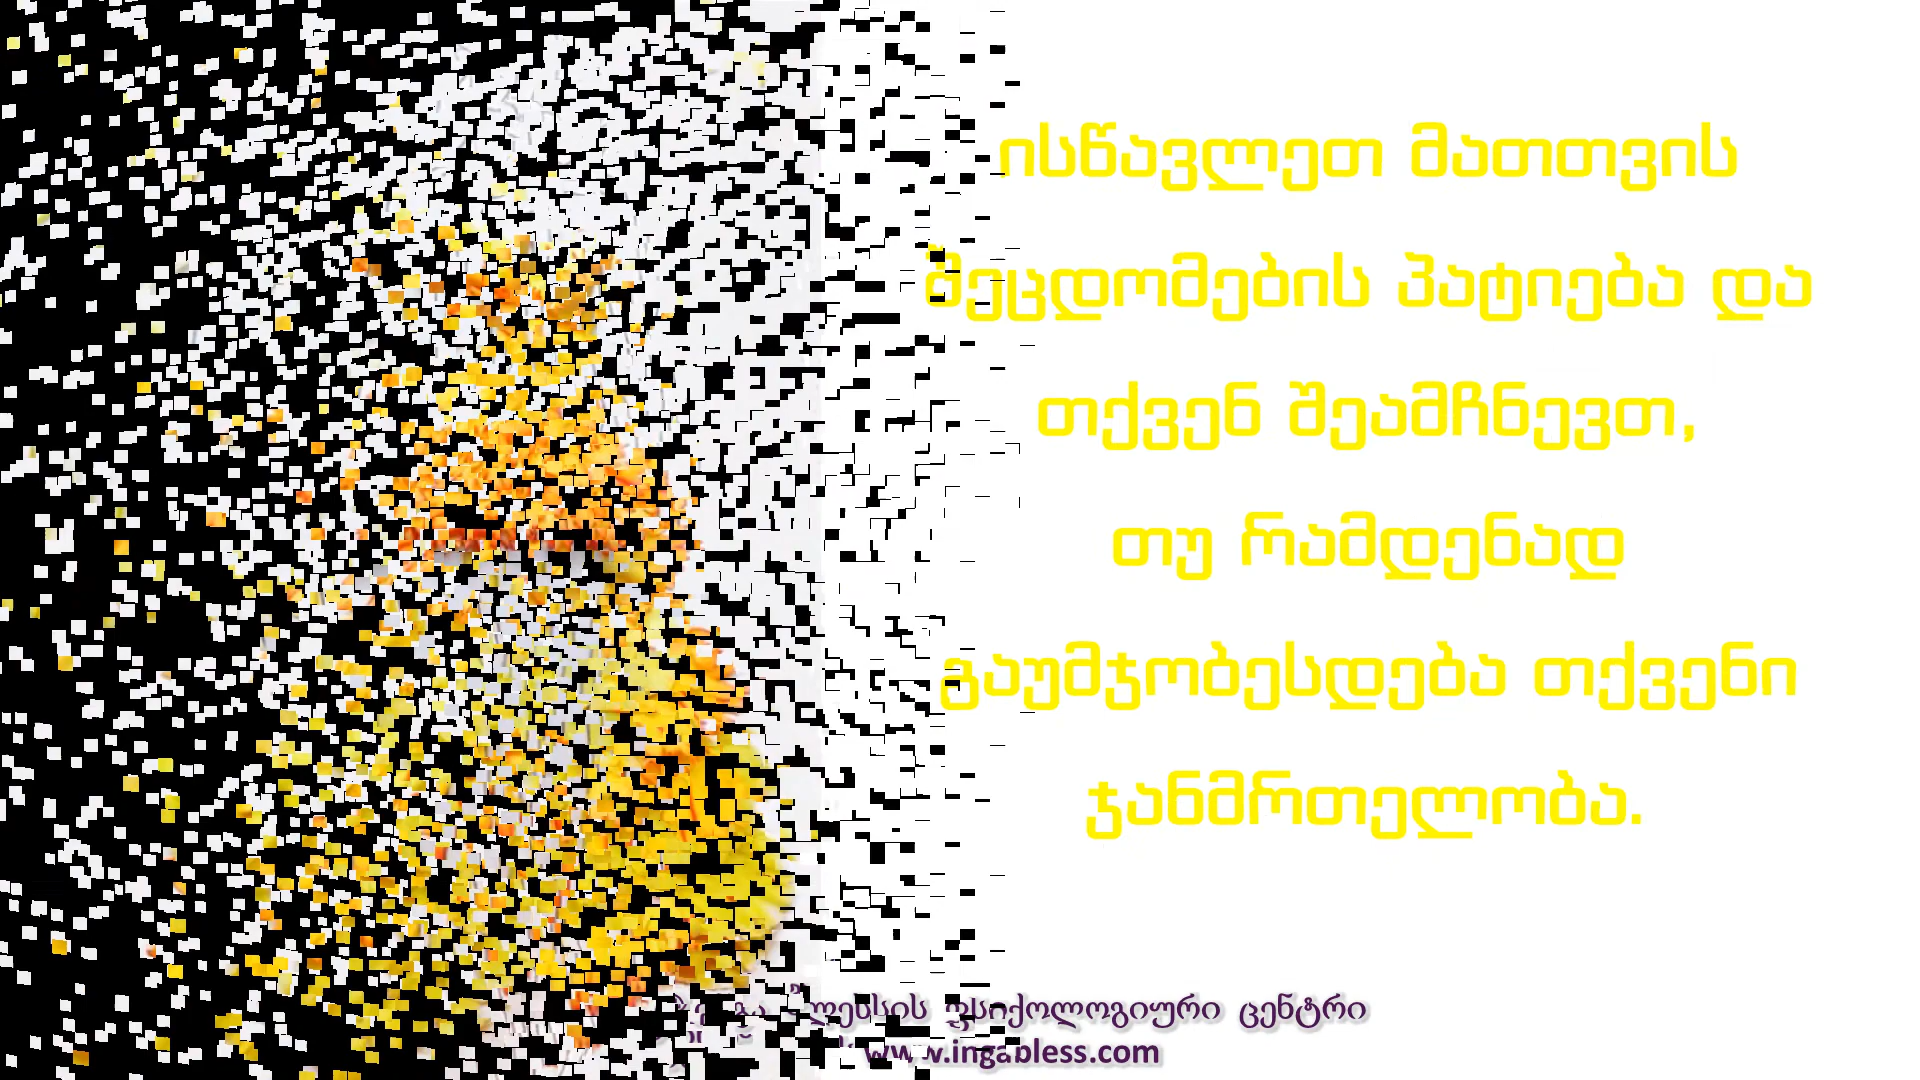 ისწავლეთ მათთვის
შეცდომების პატიება და
თქვენ შეამჩნევთ,
თუ რამდენად
გაუმჯობესდება თქვენი
ჯანმრთელობა.
ფსიქოლოგიური ცენტრი
www.ingabless.com